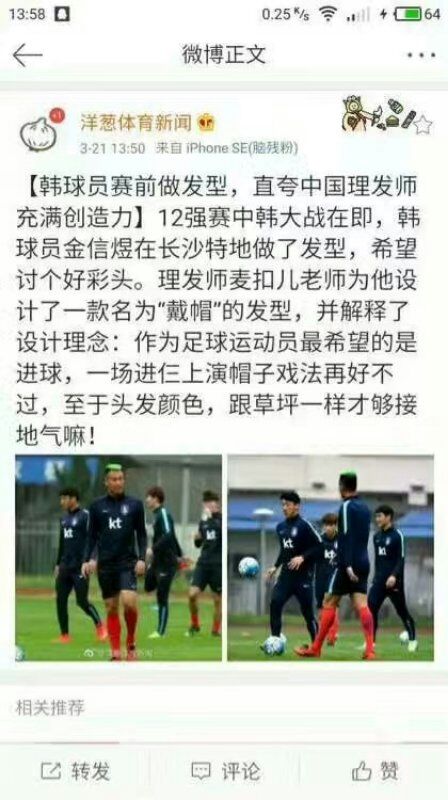 13:58
0.25 K/s
64
微博正文
+1
洋葱体育新闻
3-21 13:50 来自 iPhone SE(脑残粉)
【韩球员赛前做发型，直夸中国理发师
充满创造力】12强赛中韩大战在即，韩
球员金信煜在长沙特地做了发型，希望
讨个好彩头。理发师麦扣儿老师为他设
计了一款名为“戴帽”的发型，并解释了
设计理念：作为足球运动员最希望的是
进球，一场进仨上演帽子戏法再好不
过，至于头发颜色，跟草坪一样才够接
地气嘛！
kt
kt
kt
相关推荐
转发
评论
赞